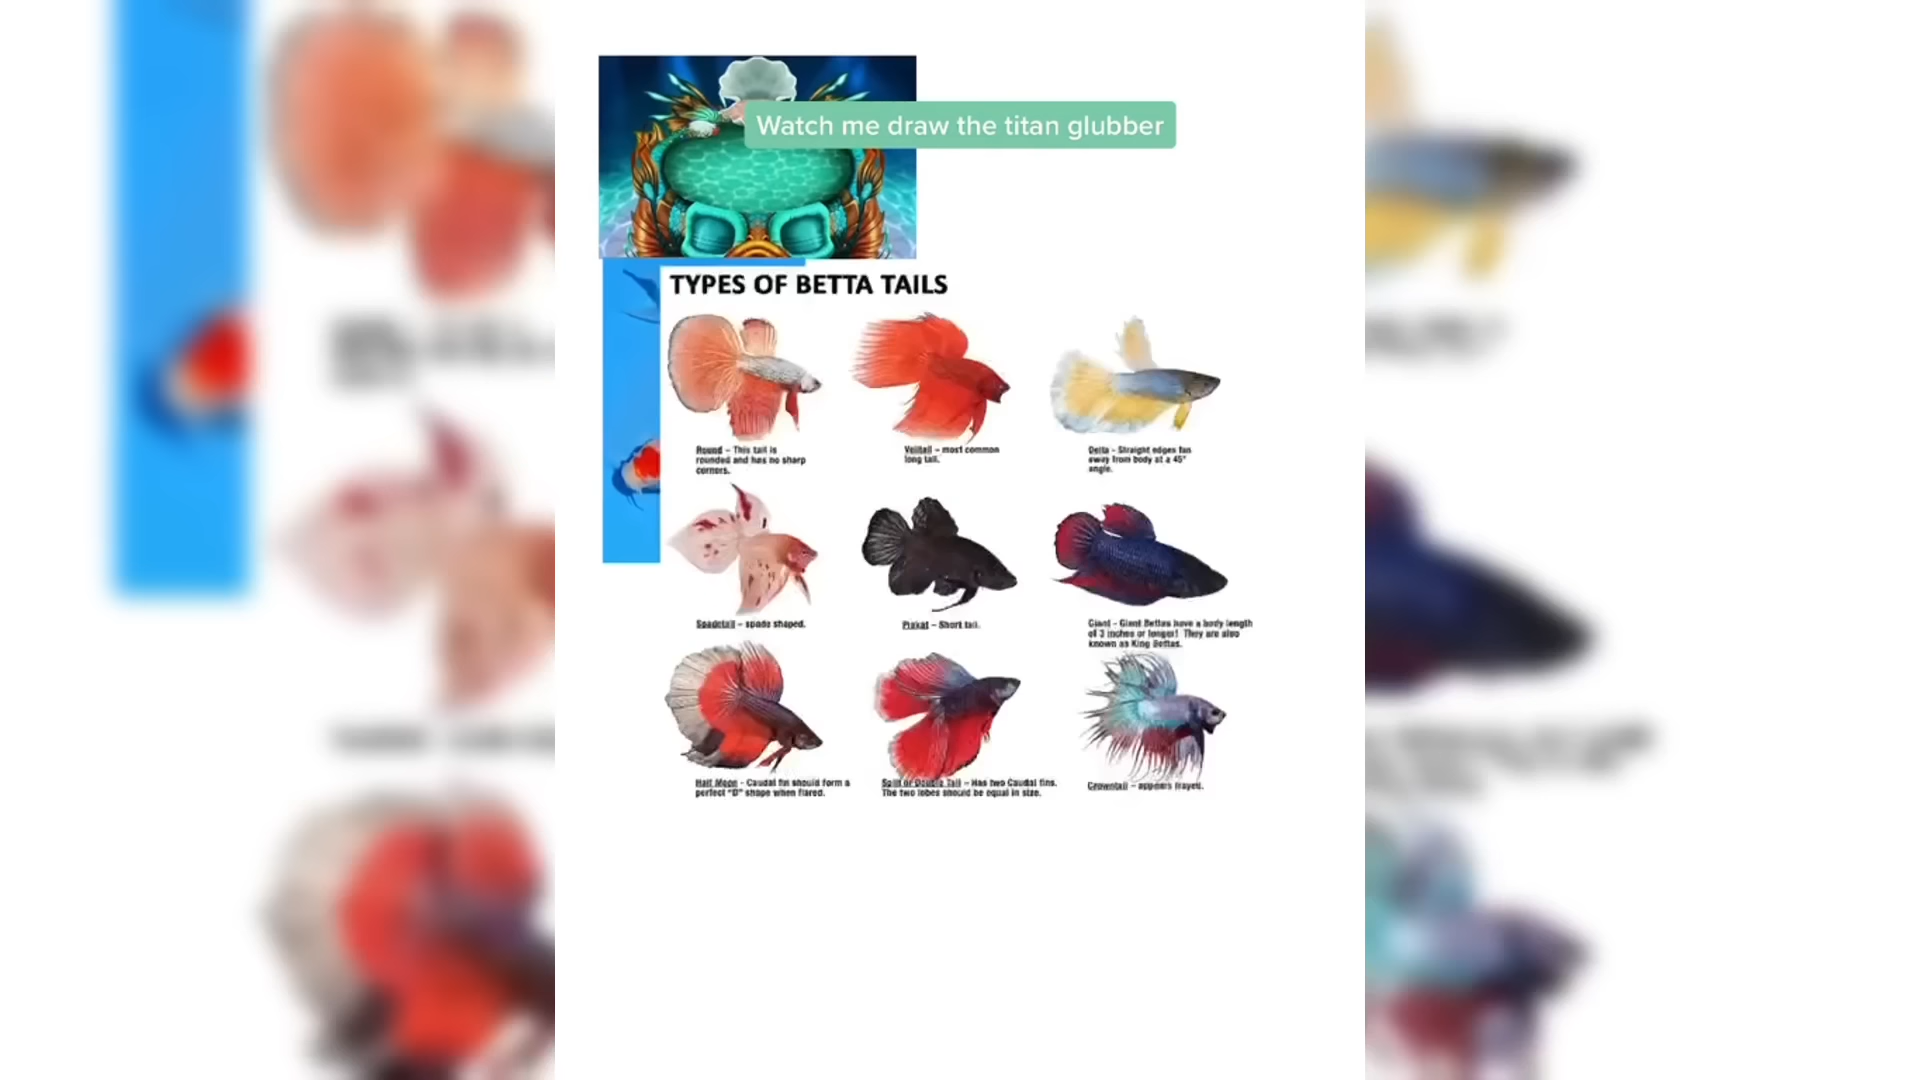 Watch me draw the titan glubber
TYPES OF BETTA TAILS
Round – This tail is
rounded and has no sharp
corners.
Veiltail – most common
long tail.
Delta - Straight edges fan
away from body at a 45°
angle.
Spadetail – spade shaped.
Plakat – Short tail.
Giant - Giant Bettas have a body length
of 3 inches or longer! They are also
known as King Bettas.
Half Moon - Caudal fin should form a
perfect "D" shape when flared.
Split or Double Tail – Has two Caudal fins.
The two lobes should be equal in size.
Crowntail – appears frayed.